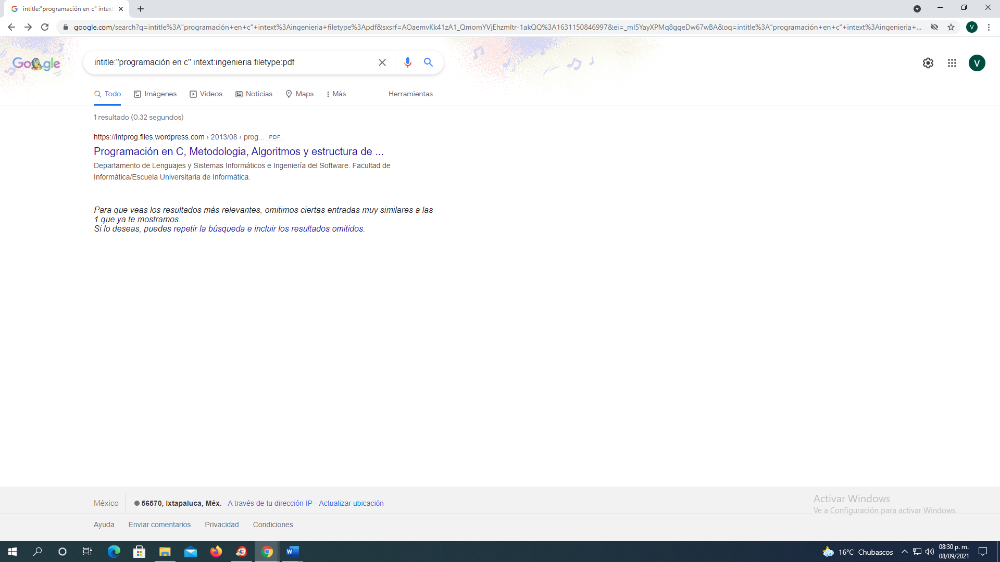 intitle:"programación en c" intext
google.com/search?q=intitle%3A"programación+en+c"+intext%3Aingenieria+filetype%3Apdf&sxsrf=AOaemvKk41zA1_QmomYVjEhzmItr-1akQQ%3A1631150846997&ei=_mI5YayXPMq8ggeDw67wBA&oq=intitle%3A"programación+en+c"+intext%3Aingenieria+...
V
Google
intitle:"programación en c" intext:ingenieria filetype:pdf
V
Todo Imágenes Videos Noticias Maps Más Herramientas
1 resultado (0.32 segundos)
https://intprog.files.wordpress.com › 2013/08 › prog... PDF
Programación en C, Metodologia, Algoritmos y estructura de ...
Departamento de Lenguajes y Sistemas Informáticos e Ingeniería del Software. Facultad de
Informática/Escuela Universitaria de Informática.
Para que veas los resultados más relevantes, omitimos ciertas entradas muy similares a las
1 que ya te mostramos.
Si lo deseas, puedes repetir la búsqueda e incluir los resultados omitidos.
México 56570, Ixtapaluca, Méx. - A través de tu dirección IP - Actualizar ubicación
Activar Windows
Ve a Configuración para activar Windows.
Ayuda Enviar comentarios Privacidad Condiciones
16°C Chubascos
08:30 p. m.
08/09/2021